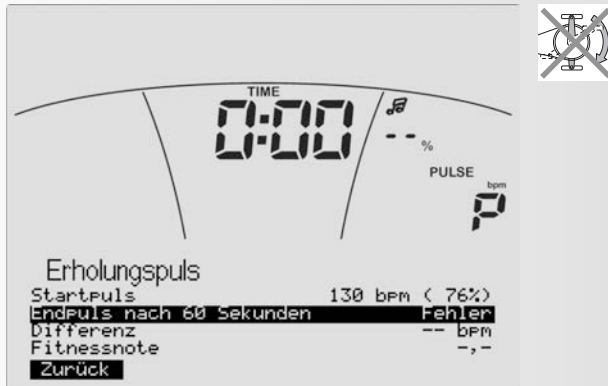 TIME
0:00
-- %
PULSE
bpm
P
Erholungspuls
Startpuls 130 bpm ( 76%)
Endpuls nach 60 Sekunden Fehler
Differenz -- bpm
Fitnessnote -,-
Zurück